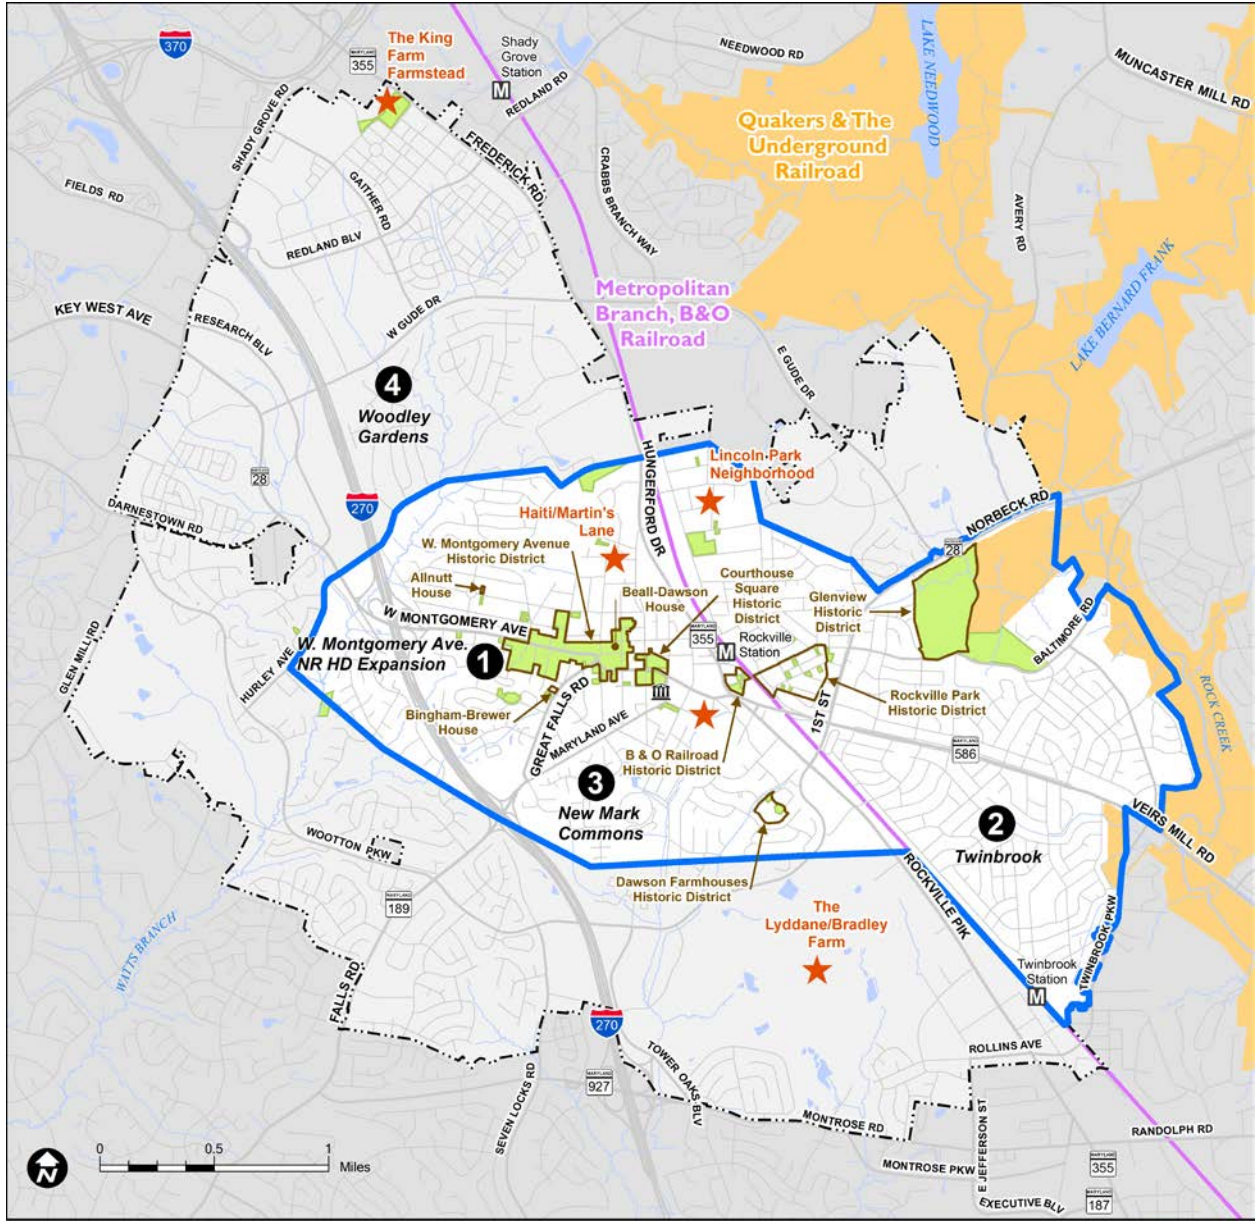 370
MARYLAND
355
The King
Farm
Farmstead
Shady
Grove
Station
M
REDLAND RD
NEEDWOOD RD
LAKE NEEDWOOD
MUNCASTER MILL RD
SHADY GROVE RD
FREDERICK RD
Quakers & The
Underground
Railroad
FIELDS RD
GAITHER RD
CRABBS BRANCH WAY
AVERY RD
REDLAND BLV
LAKE BERNARD FRANK
Metropolitan
Branch, B&O
Railroad
KEY WEST AVE
RESEARCH BLV
W GUDE DR
E GUDE DR
4
Woodley
Gardens
MARYLAND
28
HUNGERFORD DR
Lincoln Park
Neighborhood
270
DARNESTOWN RD
Haiti/Martin's
Lane
NORBECK RD
MARYLAND
28
W. Montgomery Avenue
Historic District
Allnutt
House
Beall-Dawson
House
Courthouse
Square
Historic
District
Glenview
Historic
District
W MONTGOMERY AVE
MARYLAND
355
Rockville
Station
M
BALTIMORE RD
W. Montgomery Ave.
NR HD Expansion
1
GLEN MILL RD
HURLEY AVE
Bingham-Brewer
House
GREAT FALLS RD
MARYLAND AVE
1ST ST
Rockville Park
Historic District
ROCK CREEK
B & O Railroad
Historic District
MARYLAND
586
3
New Mark
Commons
2
Twinbrook
VEIRS MILL RD
WOOTTON PKW
ROCKVILLE PIK
Dawson Farmhouses
Historic District
MARYLAND
189
The
Lyddane/Bradley
Farm
WATTS BRANCH
FALLS RD
Twinbrook
Station
M
TWINBROOK PKW
270
TOWER OAKS BLV
ROLLINS AVE
SEVEN LOCKS RD
MARYLAND
927
MONTROSE RD
RANDOLPH RD
E JEFFERSON ST
MONTROSE PKW
MARYLAND
355
EXECUTIVE BLV
MARYLAND
187
N
0
0.5
1
Miles